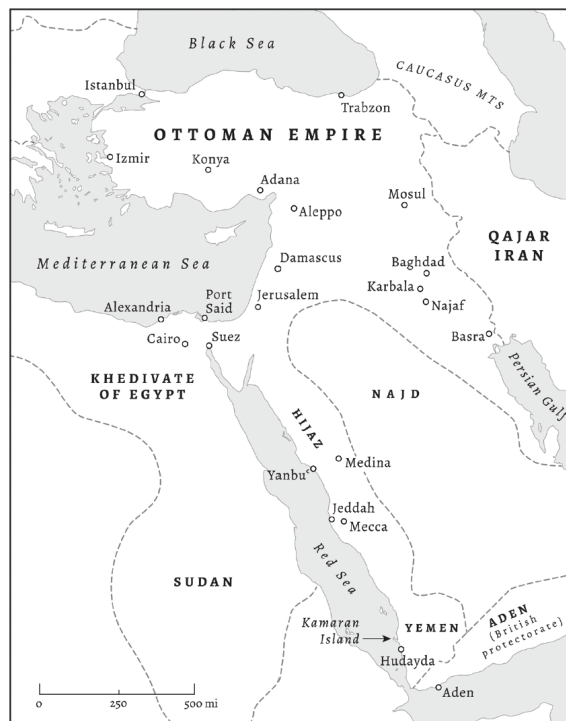 Black Sea
CAUCASUS MTS
Istanbul
Trabzon
OTTOMAN EMPIRE
Izmir
Konya
Adana
Mosul
Aleppo
QAJAR
IRAN
Mediterranean Sea
Damascus
Baghdad
Karbala
Najaf
Alexandria
Port
Said
Jerusalem
Basra
Cairo
Suez
Persian Gulf
KHEDIVATE
OF EGYPT
NAJD
HIJAZ
Medina
Yanbuʿ
Jeddah
Mecca
Red Sea
SUDAN
Kamaran
Island
YEMEN
ADEN
(British
protectorate)
Hudayda
Aden
0 250 500 mi